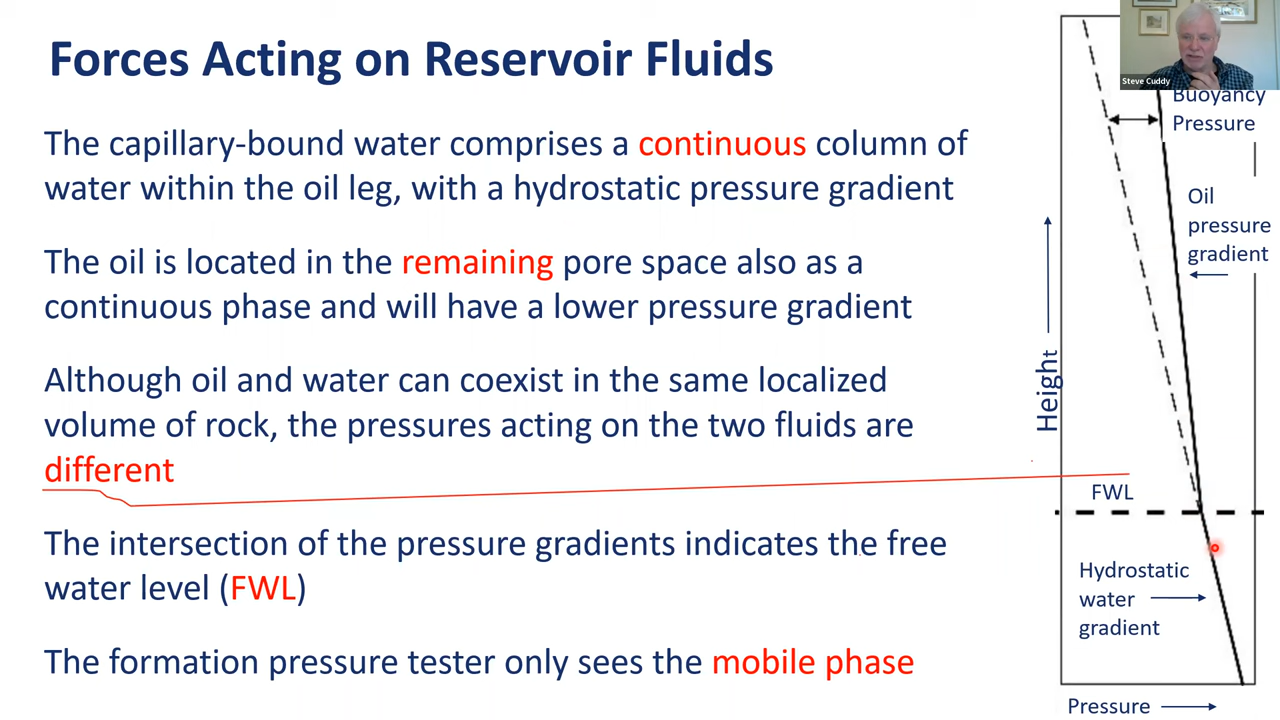 Forces Acting on Reservoir Fluids
The capillary-bound water comprises a continuous column of
water within the oil leg, with a hydrostatic pressure gradient
The oil is located in the remaining pore space also as a
continuous phase and will have a lower pressure gradient
Although oil and water can coexist in the same localized
volume of rock, the pressures acting on the two fluids are
different
The intersection of the pressure gradients indicates the free
water level (FWL)
The formation pressure tester only sees the mobile phase
Steve Cuddy
Buoyancy
Pressure
Oil
pressure
gradient
Height
FWL
Hydrostatic
water
gradient
Pressure